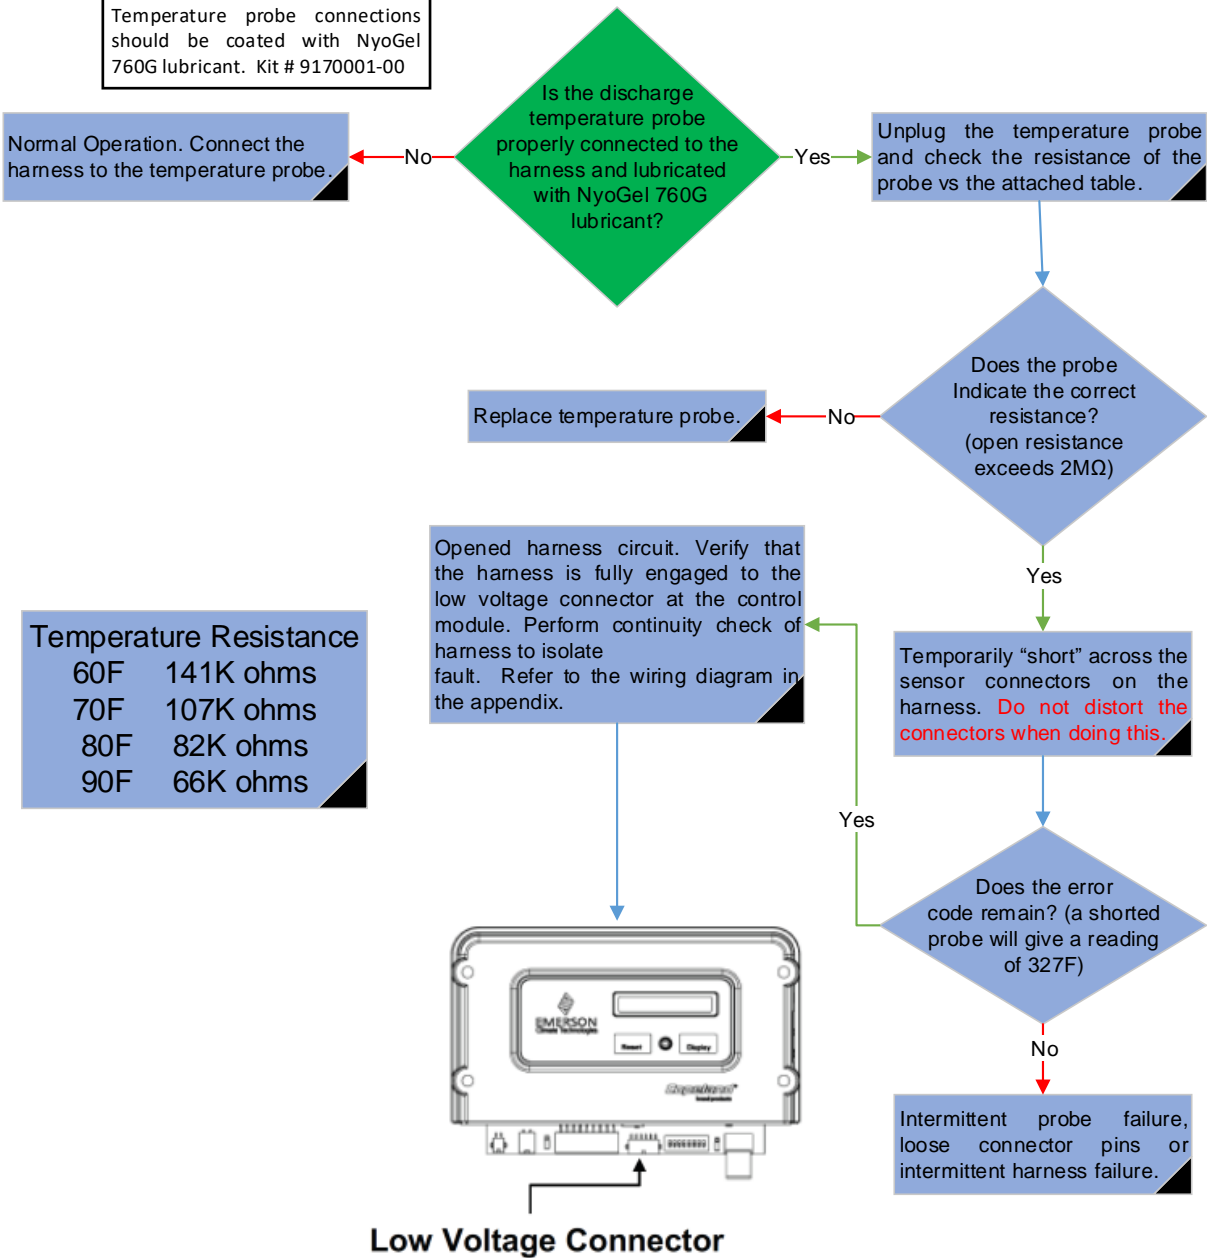 Temperature probe connections
should be coated with NyoGel
760G lubricant. Kit # 9170001-00
Is the discharge
temperature probe
properly connected to the
harness and lubricated
with NyoGel 760G
lubricant?
Normal Operation. Connect the
harness to the temperature probe.
No
Yes
Unplug the temperature probe
and check the resistance of the
probe vs the attached table.
Does the probe
Indicate the correct
resistance?
(open resistance
exceeds 2MΩ)
No
Replace temperature probe.
Yes
Temporarily “short” across the
sensor connectors on the
harness. Do not distort the
connectors when doing this.
Does the error
code remain? (a shorted
probe will give a reading
of 327F)
Yes
Opened harness circuit. Verify that
the harness is fully engaged to the
low voltage connector at the control
module. Perform continuity check of
harness to isolate
fault. Refer to the wiring diagram in
the appendix.
No
Intermittent probe failure,
loose connector pins or
intermittent harness failure.
Temperature Resistance
60F 141K ohms
70F 107K ohms
80F 82K ohms
90F 66K ohms
EMERSON
Climate Technologies
Reset
Display
Copeland™
brand products
Low Voltage Connector